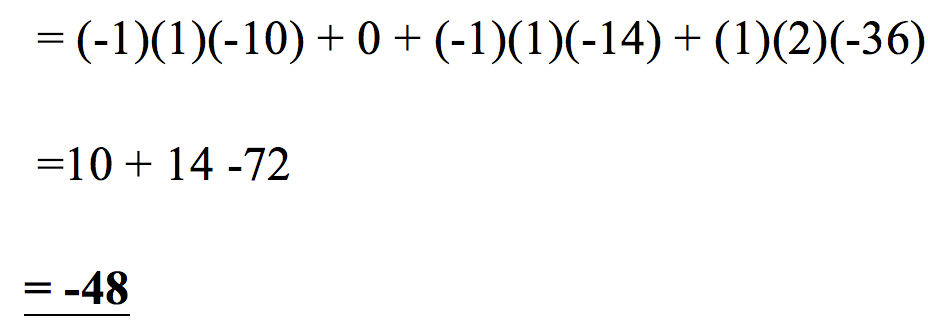 = (-1)(1)(-10) + 0 + (-1)(1)(-14) + (1)(2)(-36)
=10 + 14 -72
= -48